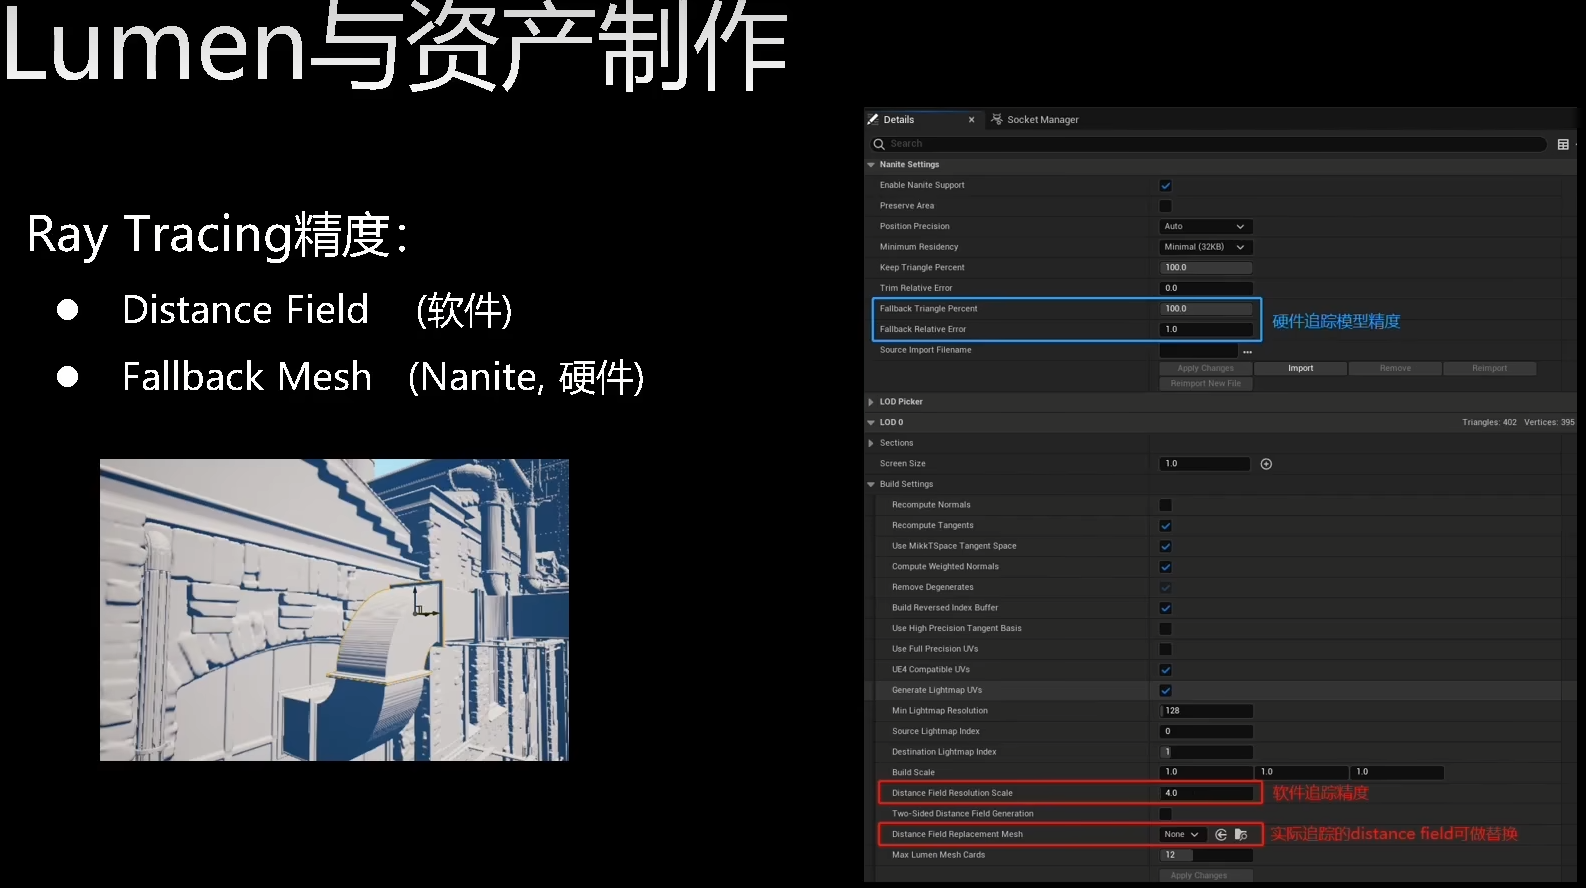 Lumen与资产制作
Ray Tracing精度：
● Distance Field (软件)
● Fallback Mesh (Nanite, 硬件)
Details
Socket Manager
Search
Nanite Settings
Enable Nanite Support
Preserve Area
Position Precision Auto
Minimum Residency Minimal (32KB)
Keep Triangle Percent 100.0
Trim Relative Error 0.0
Fallback Triangle Percent 100.0
硬件追踪模型精度
Fallback Relative Error 1.0
Source Import Filename
Apply Changes Import Remove Reimport
Reimport New File
LOD Picker
LOD 0 Triangles: 402 Vertices: 395
Sections
Screen Size 1.0
Build Settings
Recompute Normals
Recompute Tangents
Use MikkTSpace Tangent Space
Compute Weighted Normals
Remove Degenerates
Build Reversed Index Buffer
Use High Precision Tangent Basis
Use Full Precision UVs
UE4 Compatible UVs
Generate Lightmap UVs
Min Lightmap Resolution 128
Source Lightmap Index 0
Destination Lightmap Index 1
Build Scale 1.0 1.0 1.0
Distance Field Resolution Scale 4.0 软件追踪精度
Two-Sided Distance Field Generation
Distance Field Replacement Mesh None 实际追踪的distance field可做替换
Max Lumen Mesh Cards 12
Apply Changes